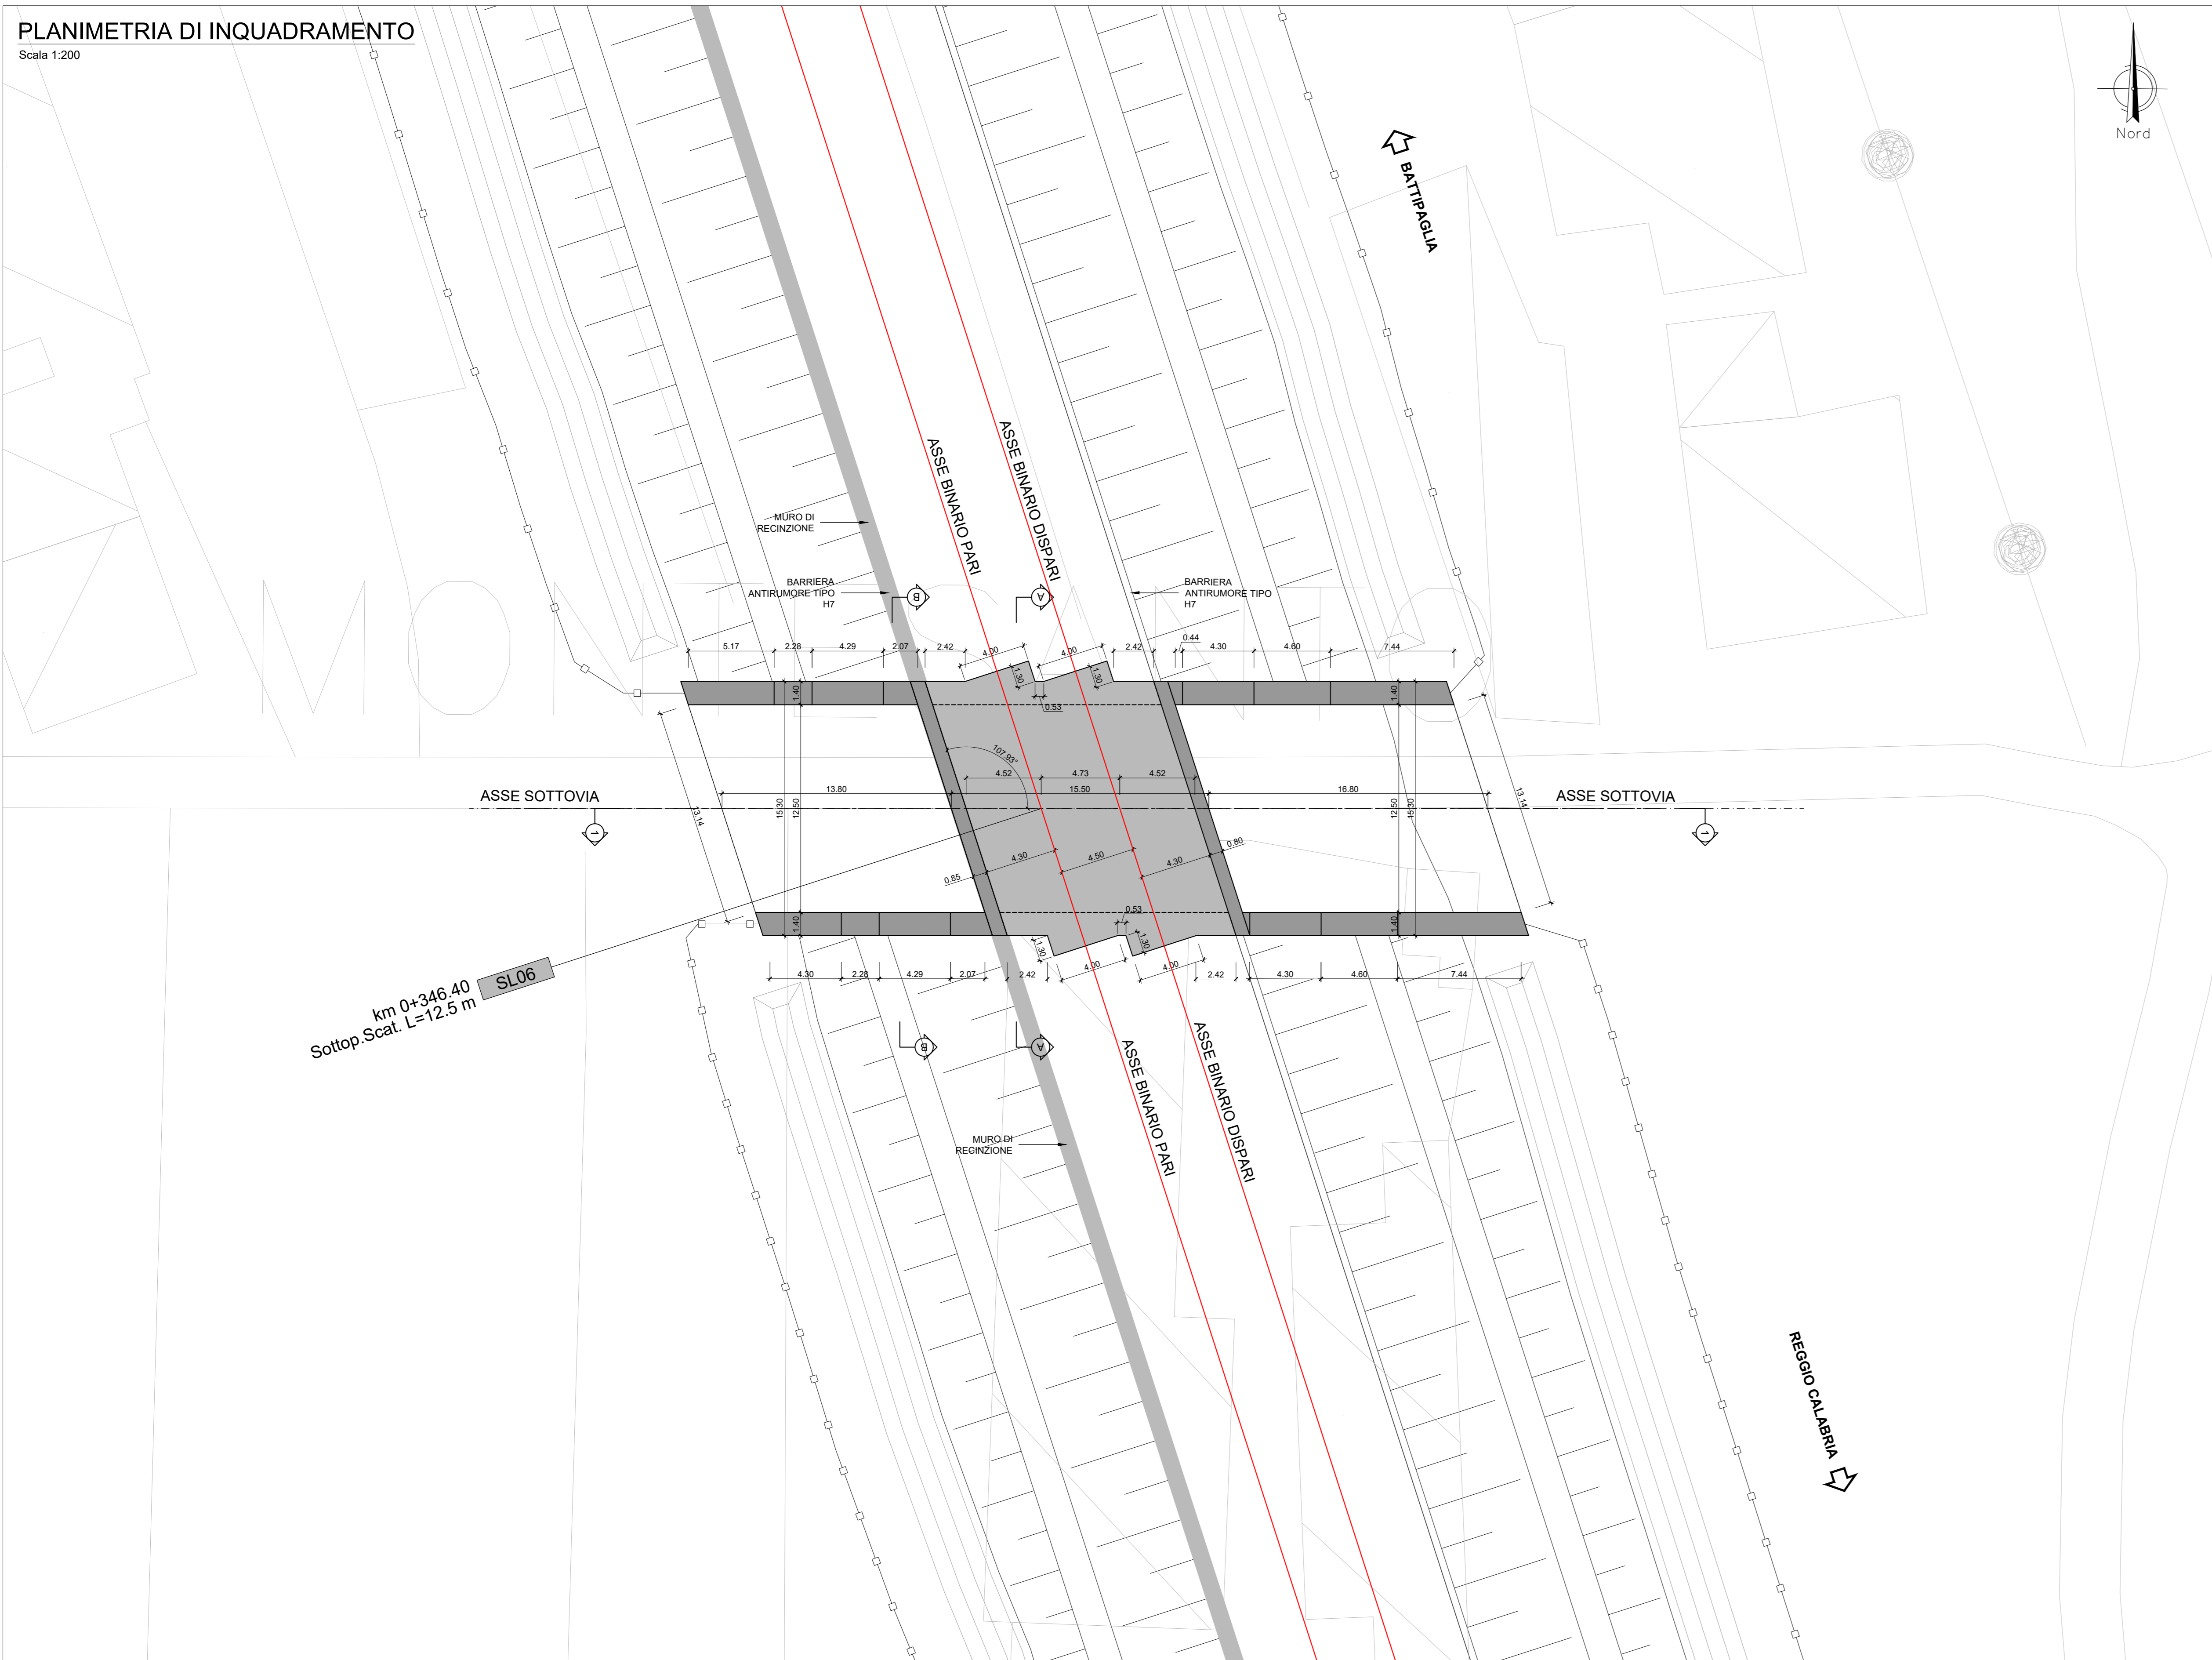 PLANIMETRIA DI INQUADRAMENTO
Scala 1:200
Nord
BATTIPAGLIA
ASSE BINARIO PARI
ASSE BINARIO DISPARI
MURO DI
RECINZIONE
BARRIERA
ANTIRUMORE TIPO
H7
B
A
BARRIERA
ANTIRUMORE TIPO
H7
MONTICORVINO
5.17
2.28
4.29
2.07
2.42
4.00
4.00
2.42
0.44
4.30
4.60
7.44
1.30
1.30
0.53
1.40
1.40
107.93°
4.52
4.73
4.52
13.80
15.50
16.80
ASSE SOTTOVIA
ASSE SOTTOVIA
1
1
13.14
15.30
12.50
12.50
15.30
13.14
4.30
4.50
4.30
0.80
0.85
0.53
1.40
1.30
1.30
1.40
4.30
2.28
4.29
2.07
2.42
4.00
4.00
2.42
4.30
4.60
7.44
km 0+346.40
SL06
Sottop.Scat. L=12.5 m
B
A
ASSE BINARIO PARI
ASSE BINARIO DISPARI
MURO DI
RECINZIONE
REGGIO CALABRIA